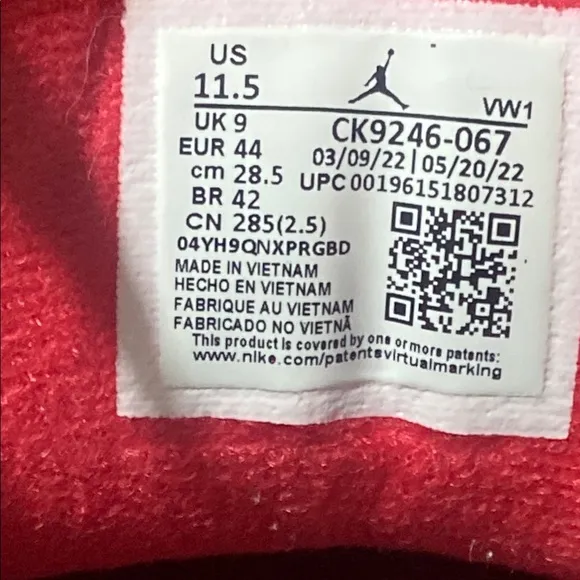 US
11.5
VW1
UK 9
CK9246-067
EUR 44
03/09/22 | 05/20/22
cm 28.5
UPC 00196151807312
BR 42
CN 285(2.5)
04YH9QNXPRGBD
MADE IN VIETNAM
HECHO EN VIETNAM
FABRIQUE AU VIETNAM
FABRICADO NO VIETNÃ
This product is covered by one or more patents:
www.nike.com/patentsvirtualmarking